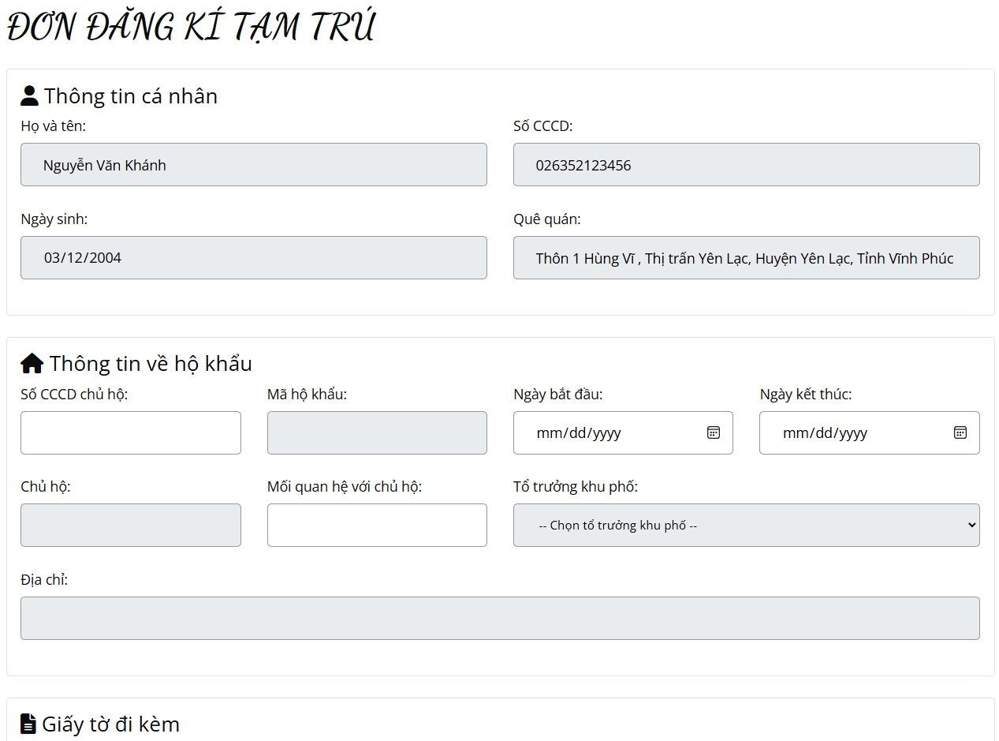 ĐƠN ĐĂNG KÍ TẠM TRÚ
Thông tin cá nhân
Họ và tên:
Nguyễn Văn Khánh
Số CCCD:
026352123456
Ngày sinh:
03/12/2004
Quê quán:
Thôn 1 Hùng Vĩ , Thị trấn Yên Lạc, Huyện Yên Lạc, Tỉnh Vĩnh Phúc
Thông tin về hộ khẩu
Số CCCD chủ hộ:
Mã hộ khẩu:
Ngày bắt đầu:
mm/dd/yyyy
Ngày kết thúc:
mm/dd/yyyy
Chủ hộ:
Mối quan hệ với chủ hộ:
Tổ trưởng khu phố:
-- Chọn tổ trưởng khu phố --
Địa chỉ:
Giấy tờ đi kèm